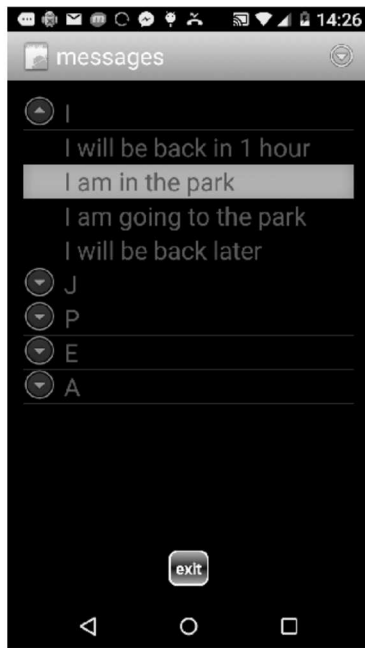 14:26
messages
I
I will be back in 1 hour
I am in the park
I am going to the park
I will be back later
J
P
E
A
exit